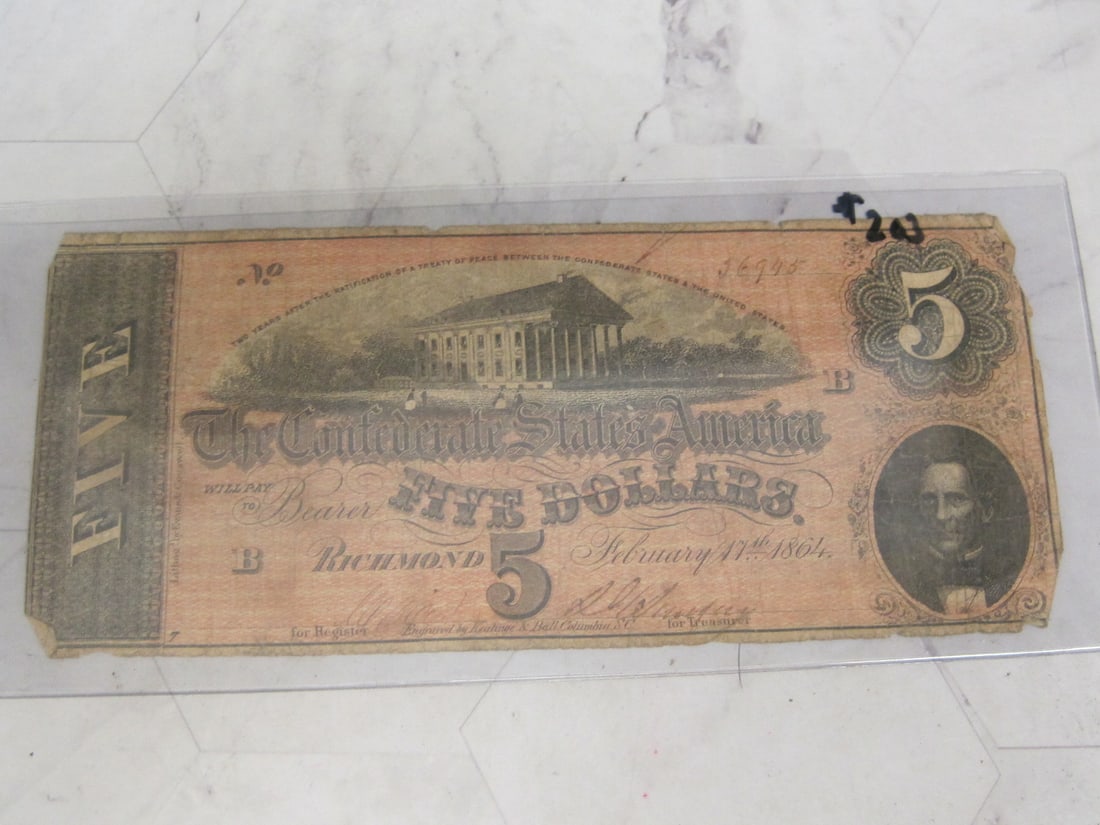 No
36995
5
TWO YEARS AFTER THE RATIFICATION OF A TREATY OF PEACE BETWEEN THE CONFEDERATE STATES & THE UNITED STATES
B
FIVE
The Confederate States of America
WILL PAY
TO
Bearer
FIVE DOLLARS.
B
RICHMOND
5
February 17th 1864.
for Register
Engraved by Keatinge & Ball Columbia, S.C.
for Treasurer
7